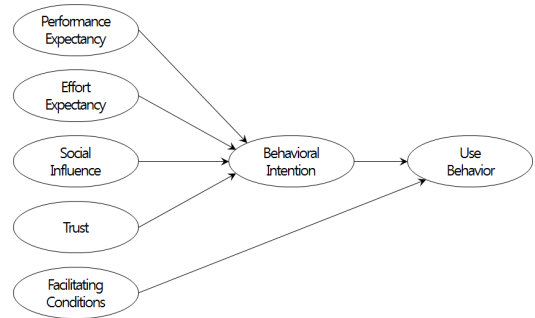 Performance
Expectancy
Effort
Expectancy
Social
Influence
Trust
Facilitating
Conditions
Behavioral
Intention
Use
Behavior